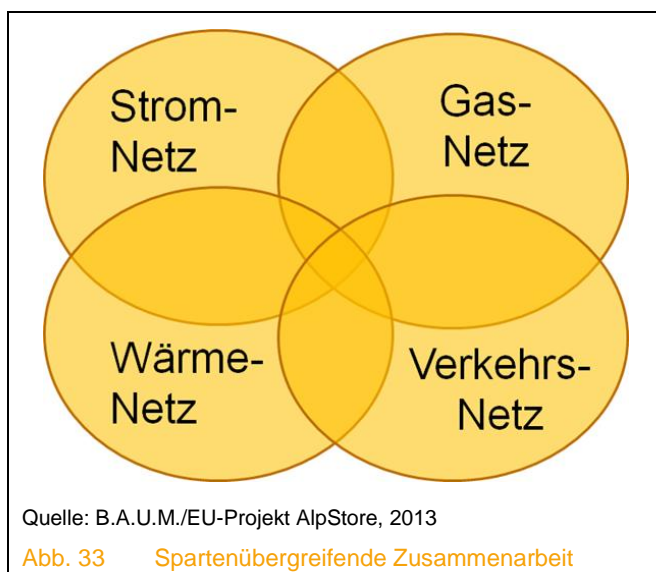 Strom-
Netz
Gas-
Netz
Wärme-
Netz
Verkehrs-
Netz
Quelle: B.A.U.M./EU-Projekt AlpStore, 2013
Abb. 33 Spartenübergreifende Zusammenarbeit